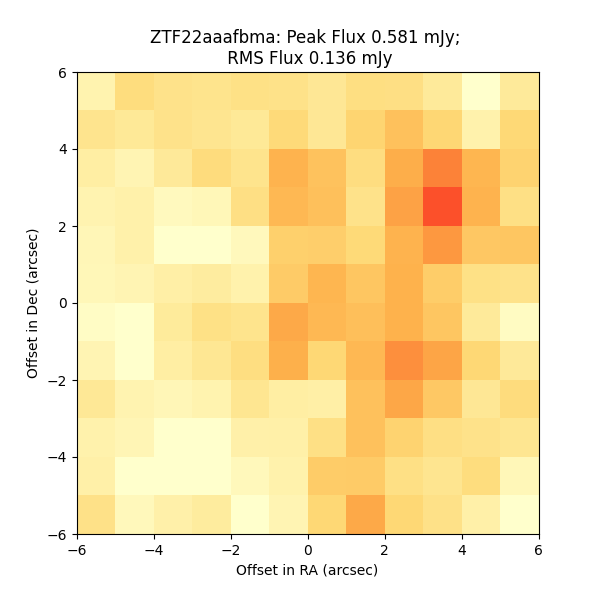 ZTF22aaafbma: Peak Flux 0.581 mJy;
RMS Flux 0.136 mJy
6
4
2
0
−2
−4
−6
Offset in Dec (arcsec)
−6 −4 −2 0 2 4 6
Offset in RA (arcsec)